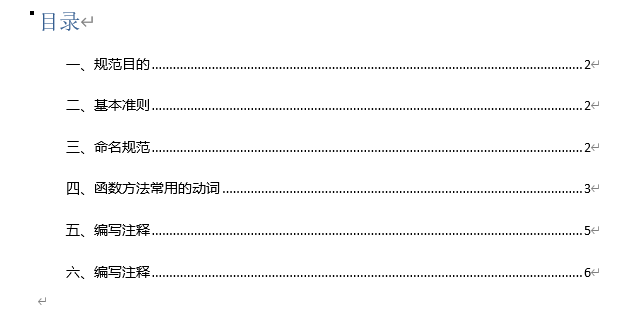 目录
一、规范目的........................................2
二、基本准则........................................2
三、命名规范........................................2
四、函数方法常用的动词........................................3
五、编写注释........................................5
六、编写注释........................................6